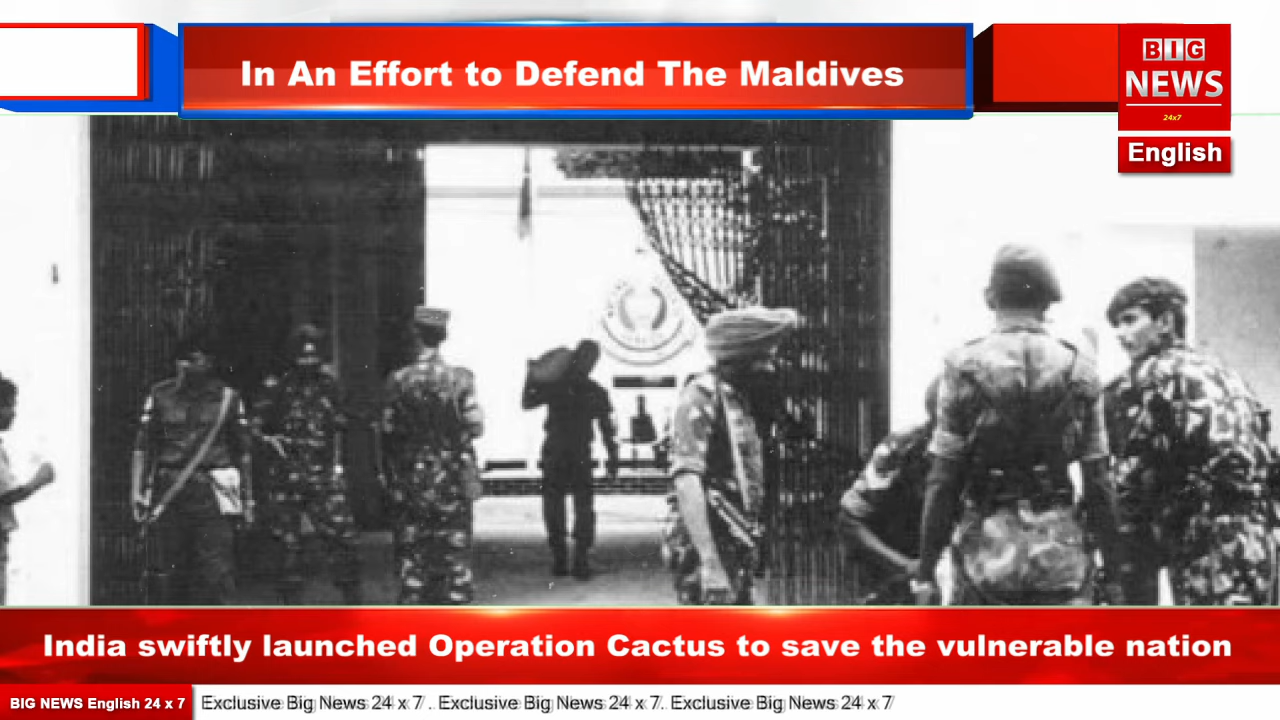 In An Effort to Defend The Maldives
BIG
NEWS
24x7
English
India swiftly launched Operation Cactus to save the vulnerable nation
BIG NEWS English 24 x 7
Exclusive Big News 24 x 7 . Exclusive Big News 24 x 7. Exclusive Big News 24 x 7